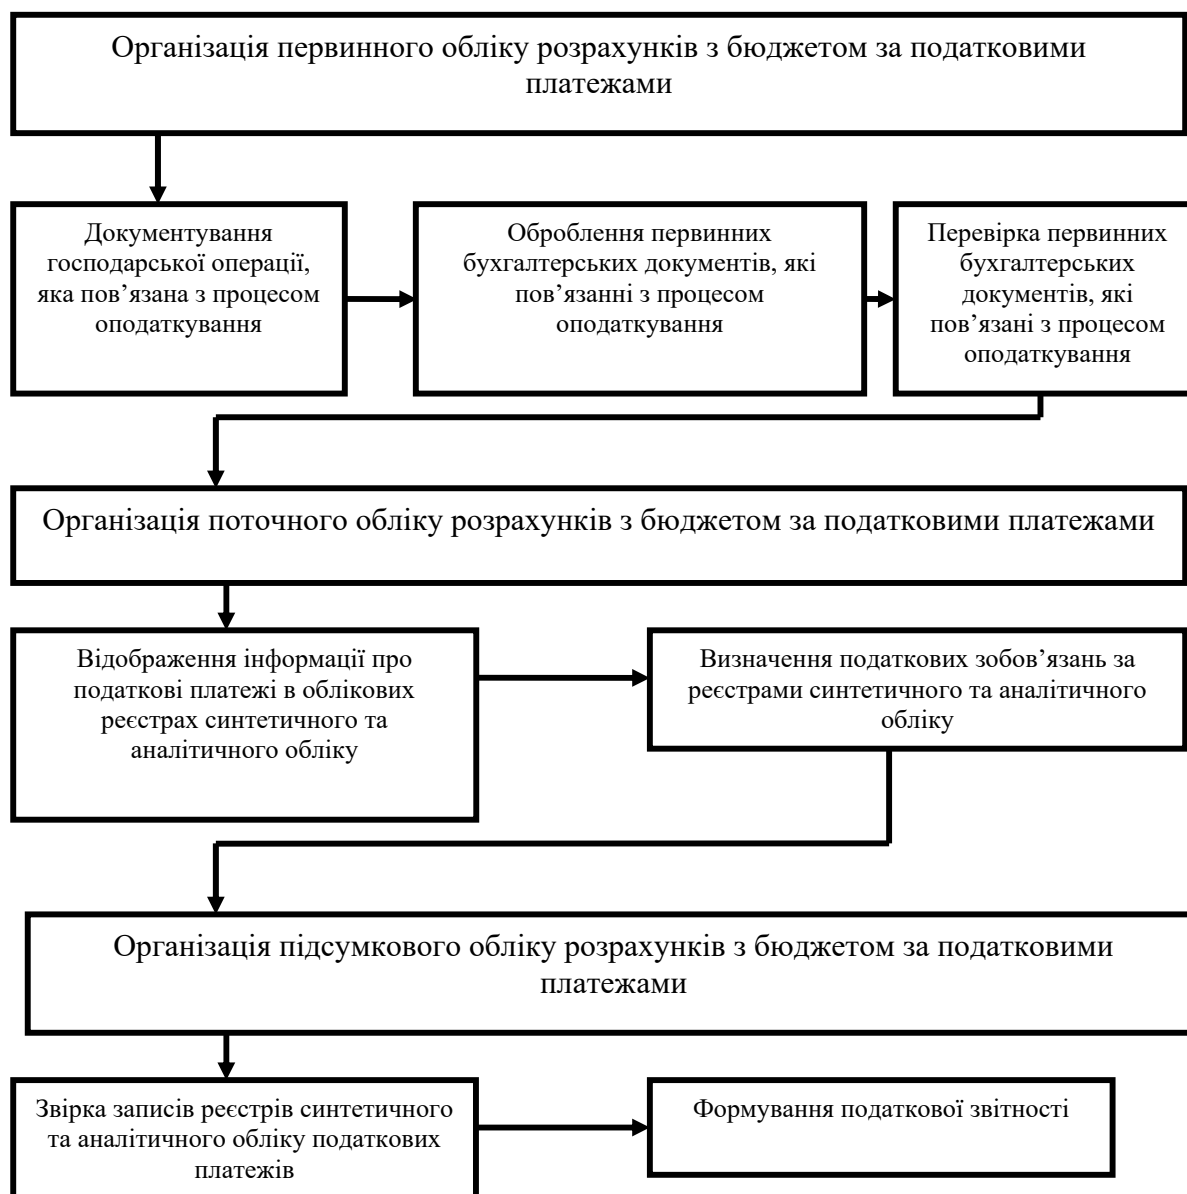 Організація первинного обліку розрахунків з бюджетом за податковими
платежами
Документування
господарської операції,
яка пов’язана з процесом
оподаткування
Оброблення первинних
бухгалтерських документів, які
пов’язанні з процесом
оподаткування
Перевірка первинних
бухгалтерських
документів, які
пов’язані з процесом
оподаткування
Організація поточного обліку розрахунків з бюджетом за податковими платежами
Відображення інформації про
податкові платежі в облікових
реєстрах синтетичного та
аналітичного обліку
Визначення податкових зобов’язань за
реєстрами синтетичного та аналітичного
обліку
Організація підсумкового обліку розрахунків з бюджетом за податковими
платежами
Звірка записів реєстрів синтетичного
та аналітичного обліку податкових
платежів
Формування податкової звітності